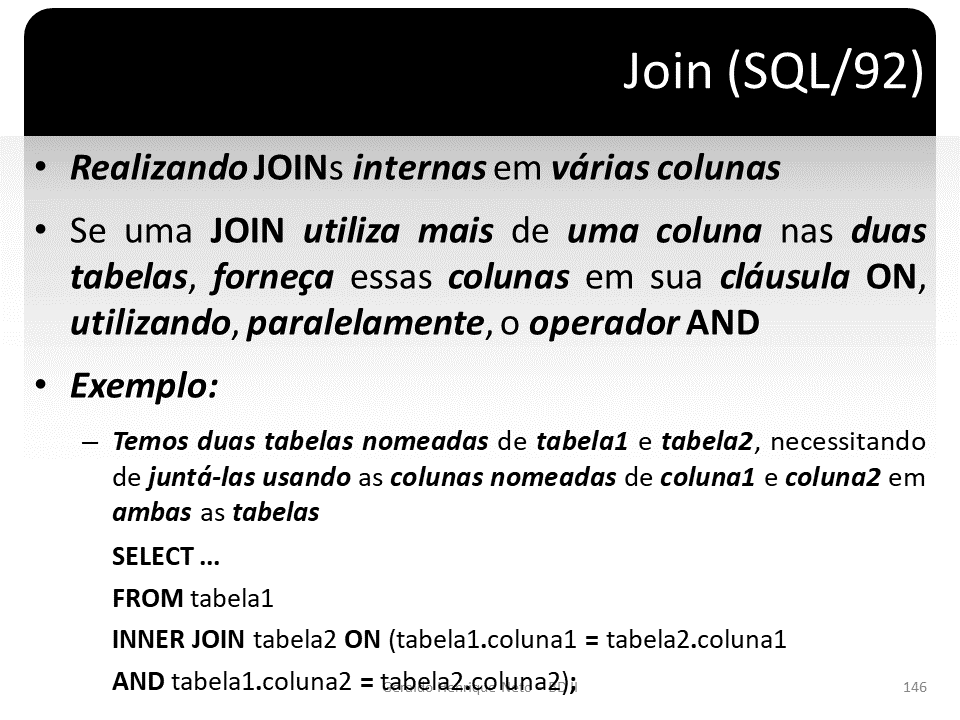 Join (SQL/92)
• Realizando JOINs internas em várias colunas
• Se uma JOIN utiliza mais de uma coluna nas duas
tabelas, forneça essas colunas em sua cláusula ON,
utilizando, paralelamente, o operador AND
• Exemplo:
– Temos duas tabelas nomeadas de tabela1 e tabela2, necessitando
de juntá-las usando as colunas nomeadas de coluna1 e coluna2 em
ambas as tabelas
SELECT ...
FROM tabela1
INNER JOIN tabela2 ON (tabela1.coluna1 = tabela2.coluna1
AND tabela1.coluna2 = tabela2.coluna2);
Geraldo Henrique Neto
146